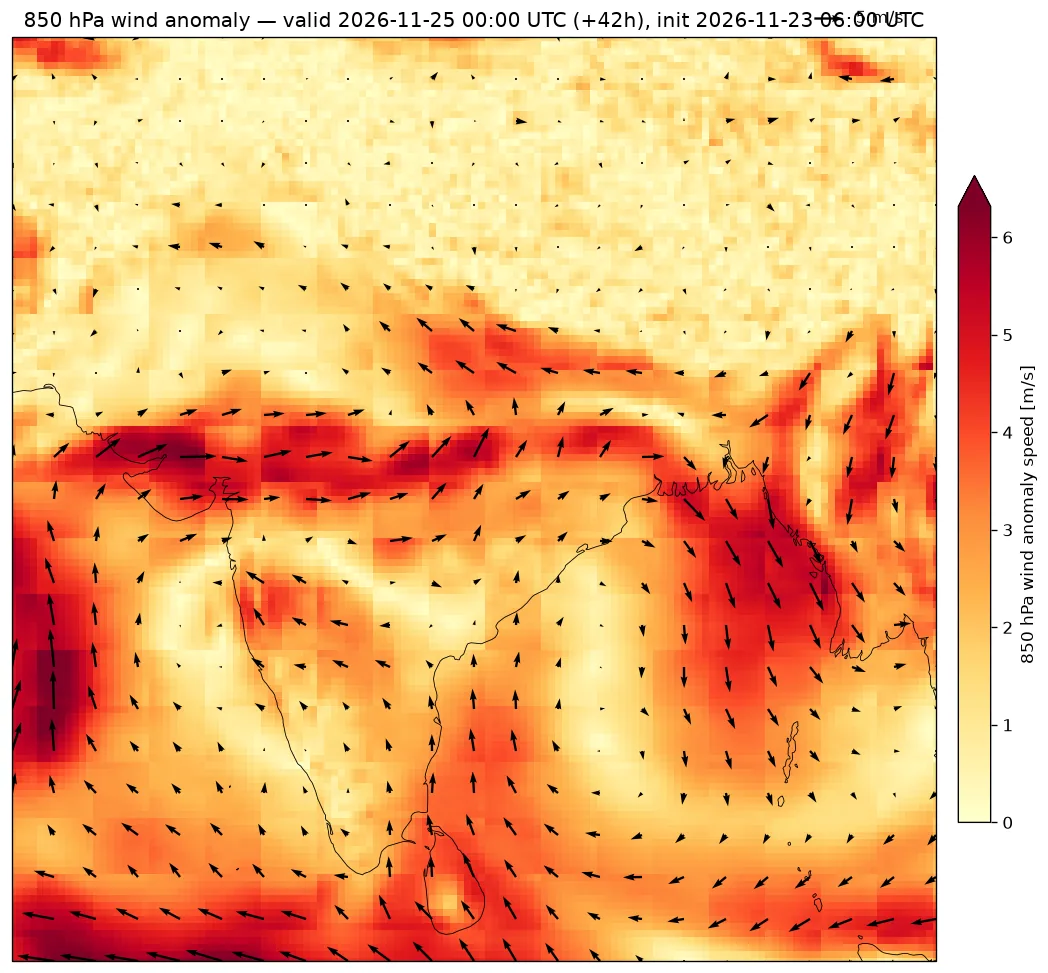 850 hPa wind anomaly — valid 2026-11-25 00:00 UTC (+42h), init 2026-11-23 06:00 UTC
5 m/s
6
5
4
3
2
1
0
850 hPa wind anomaly speed [m/s]